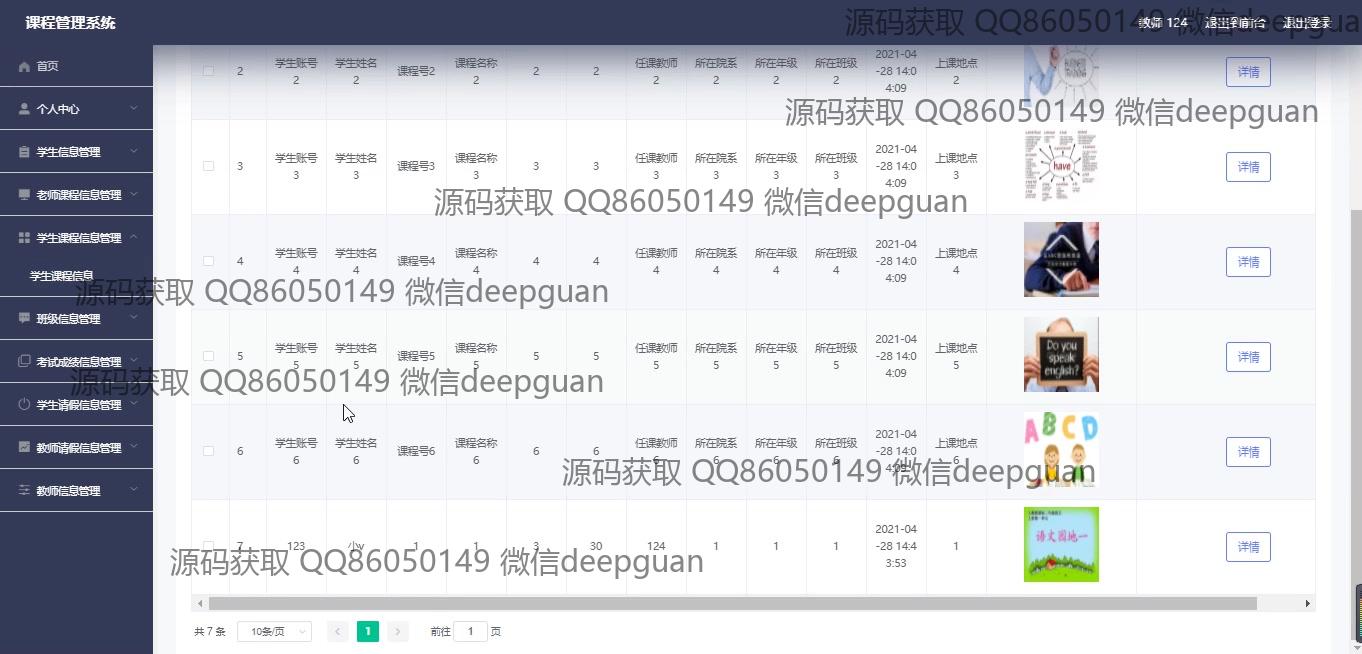 课程管理系统
教师 124 退出到前台 退出登录
源码获取 QQ86050149 微信deepgua
首页
个人中心
学生信息管理
老师课程信息管理
学生课程信息管理
学生课程信息
班级信息管理
考试成绩信息管理
学生请假信息管理
教师请假信息管理
教师信息管理
2 学生账号2 学生姓名2 课程号2 课程名称2 2 2 任课教师2 所在院系2 所在年级2 所在班级2 2021-04-28 14:04:09 上课地点2 详情
源码获取 QQ86050149 微信deepguan
3 学生账号3 学生姓名3 课程号3 课程名称3 3 3 任课教师3 所在院系3 所在年级3 所在班级3 2021-04-28 14:04:09 上课地点3 have 详情
源码获取 QQ86050149 微信deepguan
4 学生账号4 学生姓名4 课程号4 课程名称4 4 4 任课教师4 所在院系4 所在年级4 所在班级4 2021-04-28 14:04:09 上课地点4 详情
源码获取 QQ86050149 微信deepguan
5 学生账号5 学生姓名5 课程号5 课程名称5 5 5 任课教师5 所在院系5 所在年级5 所在班级5 2021-04-28 14:04:09 上课地点5 Do you speak english? 详情
源码获取 QQ86050149 微信deepguan
6 学生账号6 学生姓名6 课程号6 课程名称6 6 6 任课教师6 所在院系6 所在年级6 所在班级6 2021-04-28 14:04:09 上课地点6 A B C D 详情
源码获取 QQ86050149 微信deepguan
7 123 小v 1 1 3 30 124 1 1 1 2021-04-28 14:43:53 1 语文园地一 详情
源码获取 QQ86050149 微信deepguan
共 7 条 10条/页 1 前往 1 页